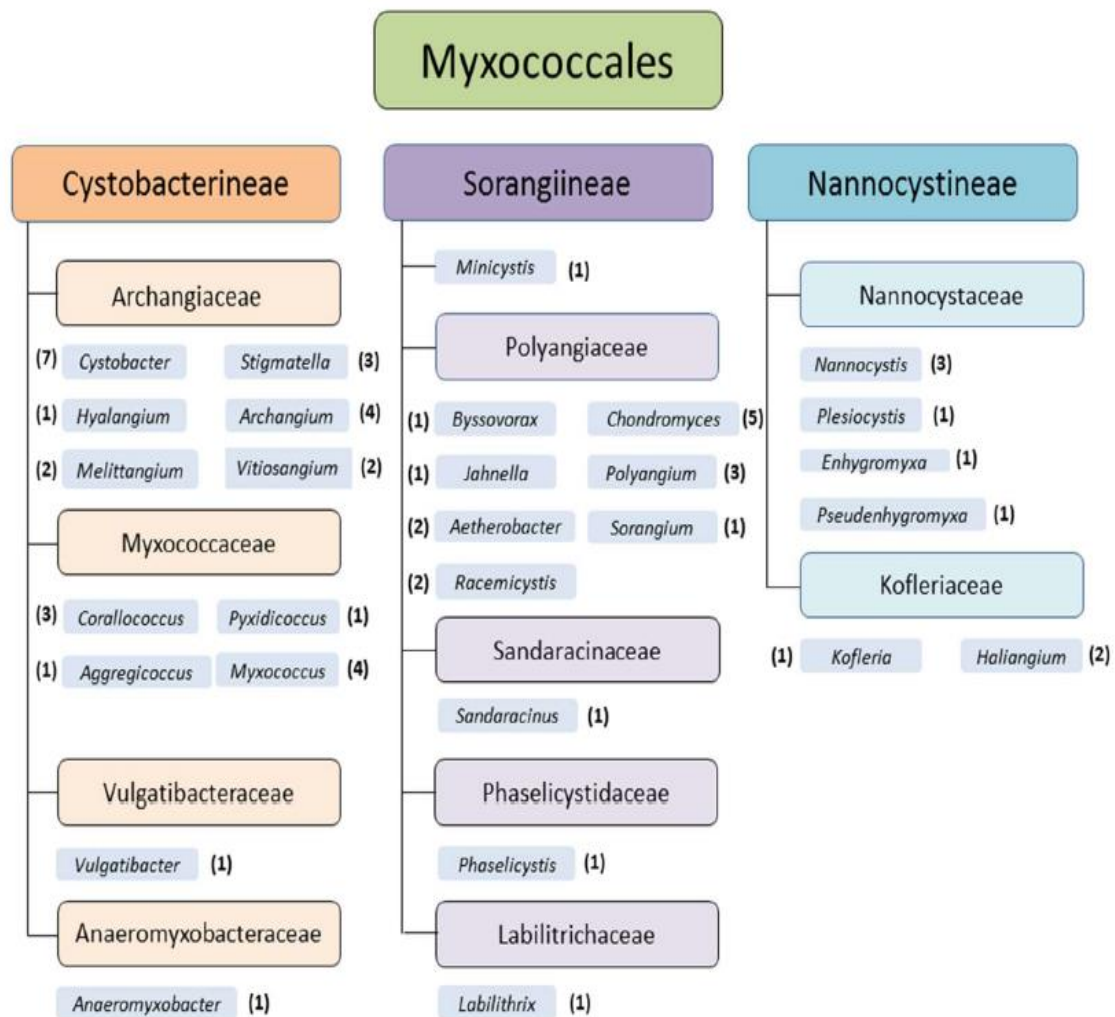 Myxococcales
Cystobacterineae
Archangiaceae
(7) Cystobacter Stigmatella (3)
(1) Hyalangium Archangium (4)
(2) Melittangium Vitiosangium (2)
Myxococcaceae
(3) Corallococcus Pyxidicoccus (1)
(1) Aggregicoccus Myxococcus (4)
Vulgatibacteraceae
Vulgatibacter (1)
Anaeromyxobacteraceae
Anaeromyxobacter (1)
Sorangiineae
Minicystis (1)
Polyangiaceae
(1) Byssovorax Chondromyces (5)
(1) Jahnella Polyangium (3)
(2) Aetherobacter Sorangium (1)
(2) Racemicystis
Sandaracinaceae
Sandaracinus (1)
Phaselicystidaceae
Phaselicystis (1)
Labilitrichaceae
Labilithrix (1)
Nannocystineae
Nannocystaceae
Nannocystis (3)
Plesiocystis (1)
Enhygromyxa (1)
Pseudenhygromyxa (1)
Kofleriaceae
(1) Kofleria Haliangium (2)